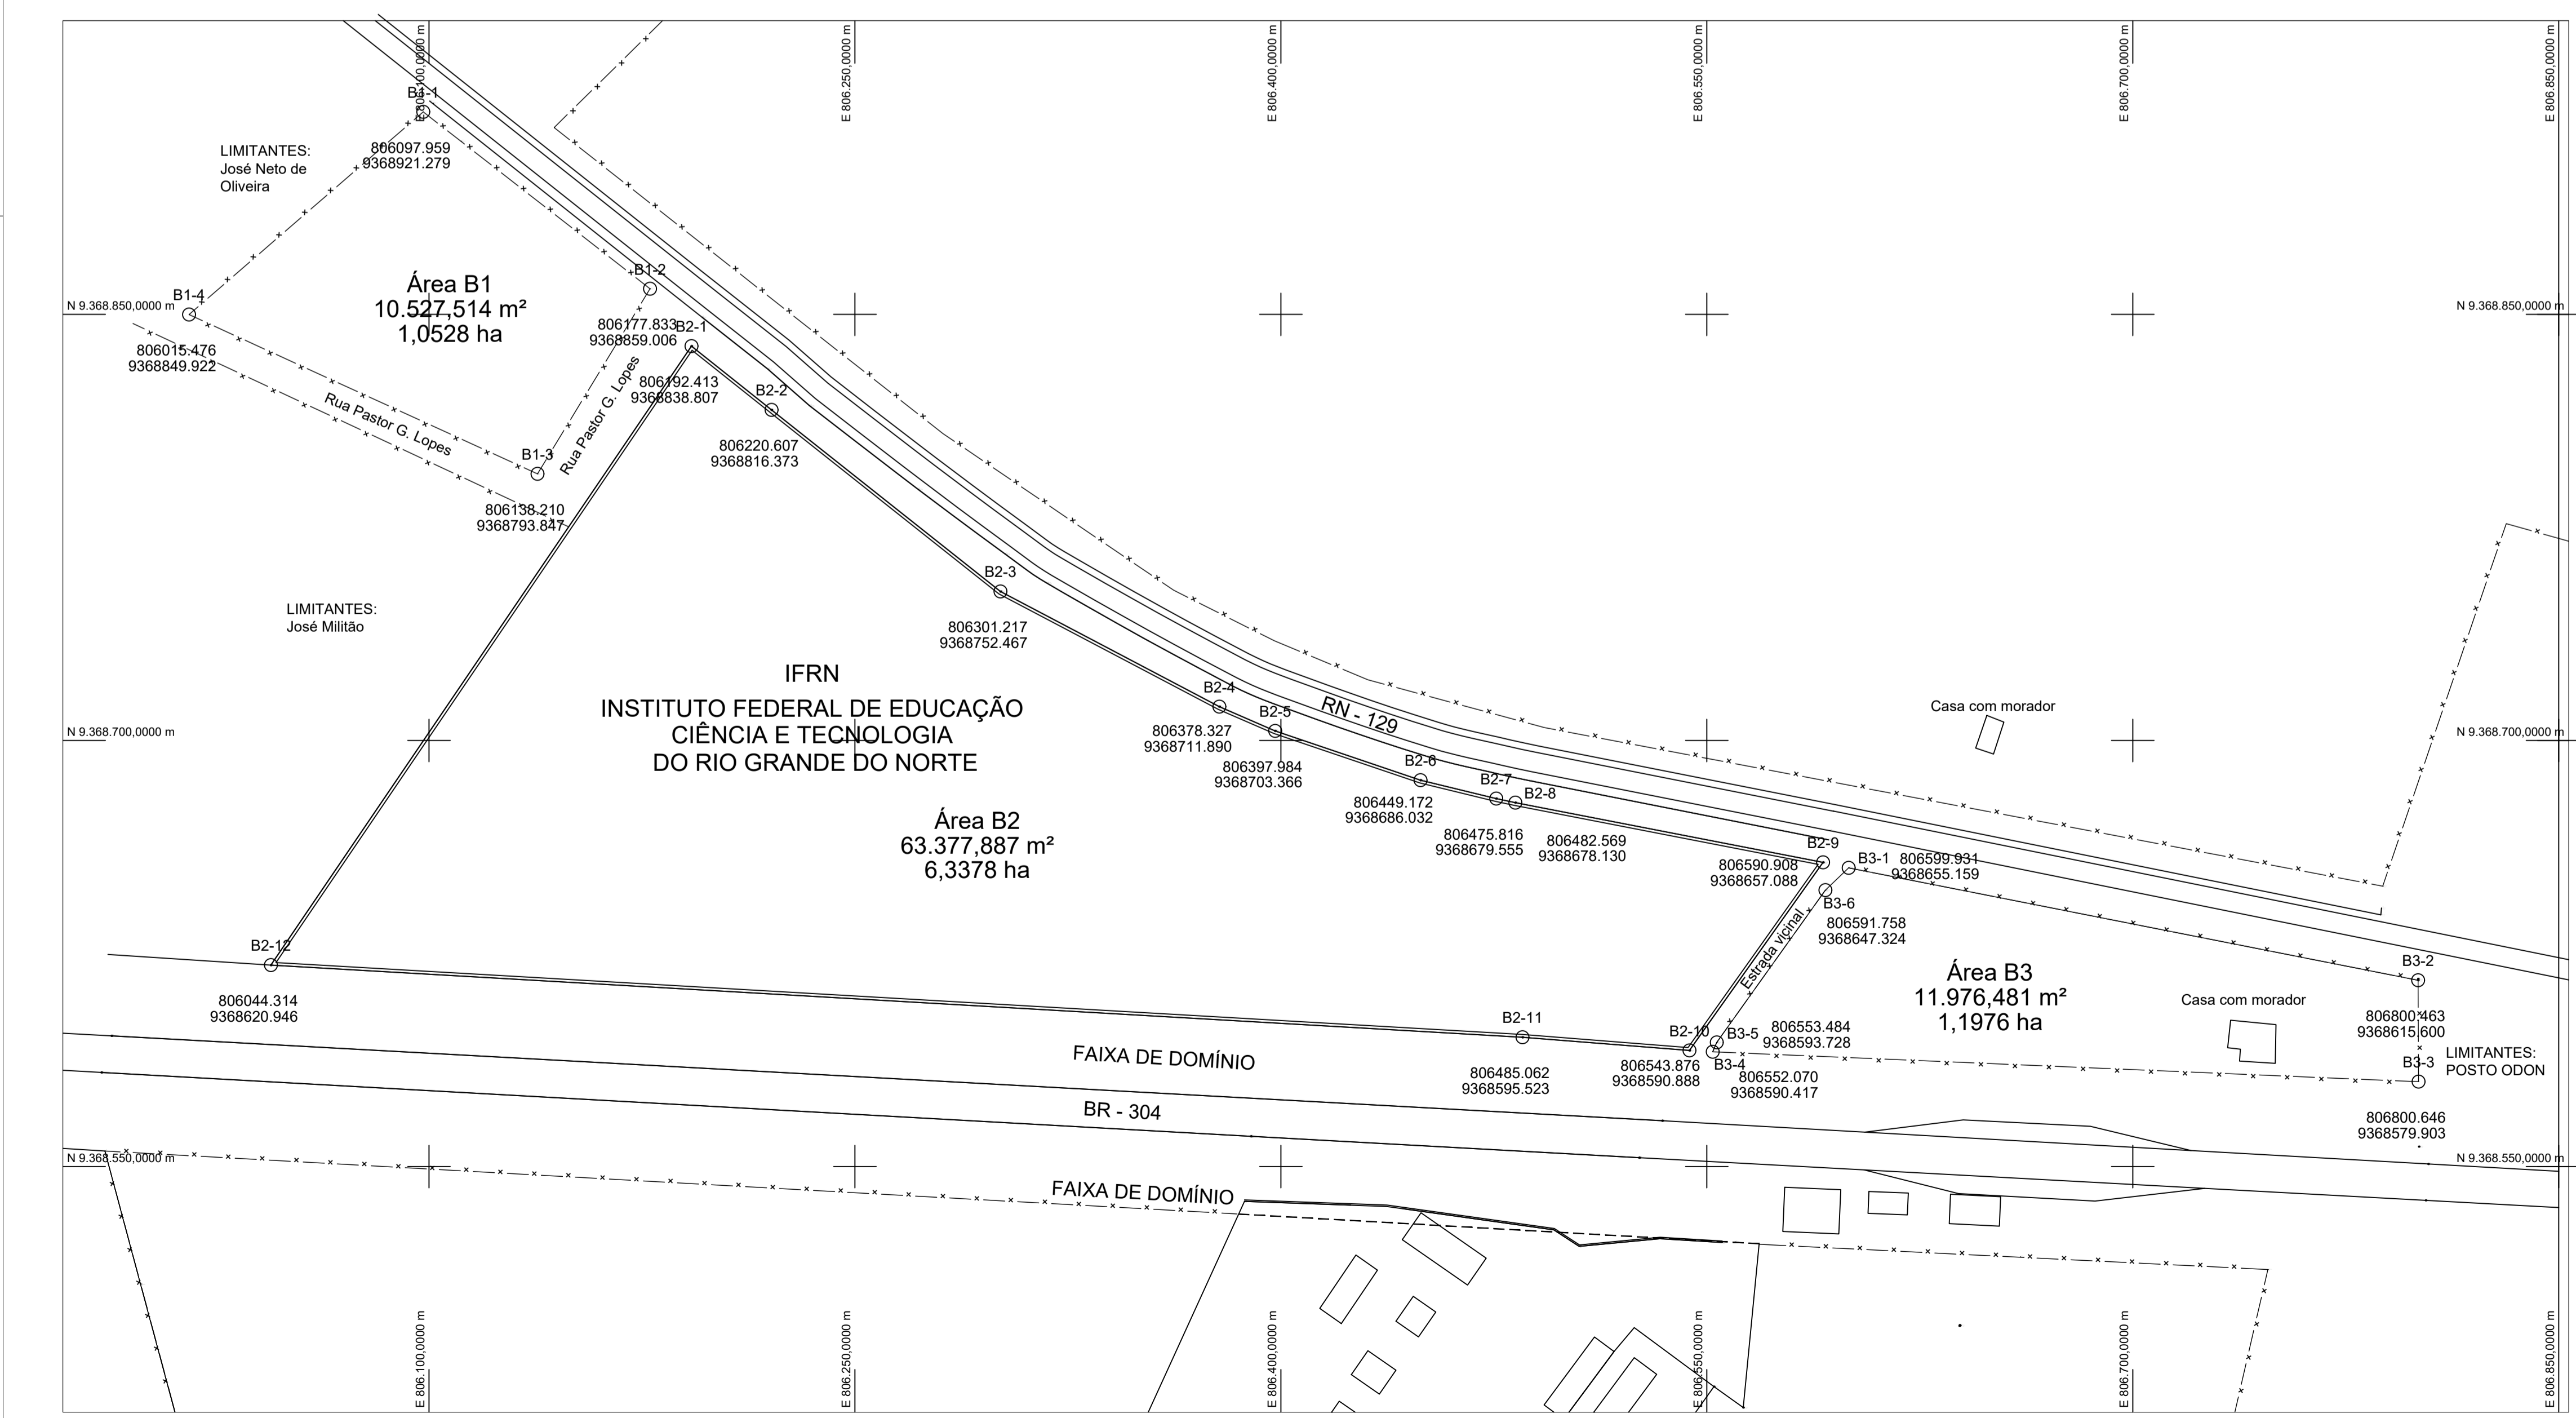 E 806.100,0000 m
E 806.250,0000 m
E 806.400,0000 m
E 806.550,0000 m
E 806.700,0000 m
E 806.850,0000 m
B1-1
806097.959
9368921.279
LIMITANTES:
José Neto de
Oliveira
B1-2
806177.833
9368859.006
Área B1
10.527,514 m²
1,0528 ha
B1-4
806015.476
9368849.922
N 9.368.850,0000 m
N 9.368.850,0000 m
B2-1
806192.413
9368838.807
B2-2
806220.607
9368816.373
Rua Pastor G. Lopes
Rua Pastor G. Lopes
B1-3
806138.210
9368793.847
B2-3
806301.217
9368752.467
LIMITANTES:
José Militão
IFRN
INSTITUTO FEDERAL DE EDUCAÇÃO
CIÊNCIA E TECNOLOGIA
DO RIO GRANDE DO NORTE
B2-4
806378.327
9368711.890
B2-5
806397.984
9368703.366
RN - 129
Casa com morador
N 9.368.700,0000 m
N 9.368.700,0000 m
B2-6
806449.172
9368686.032
B2-7
806475.816
9368679.555
B2-8
806482.569
9368678.130
Área B2
63.377,887 m²
6,3378 ha
B2-9
806590.908
9368657.088
B3-1
806599.931
9368655.159
B3-6
806591.758
9368647.324
Estrada vicinal
B2-12
806044.314
9368620.946
Área B3
11.976,481 m²
1,1976 ha
B3-2
806800.463
9368615.600
Casa com morador
B2-11
806485.062
9368595.523
B2-10
806543.876
9368590.888
B3-5
806553.484
9368593.728
B3-4
806552.070
9368590.417
B3-3
806800.646
9368579.903
LIMITANTES:
POSTO ODON
FAIXA DE DOMÍNIO
BR - 304
N 9.368.550,0000 m
N 9.368.550,0000 m
FAIXA DE DOMÍNIO
E 806.100,0000 m
E 806.250,0000 m
E 806.400,0000 m
E 806.550,0000 m
E 806.700,0000 m
E 806.850,0000 m